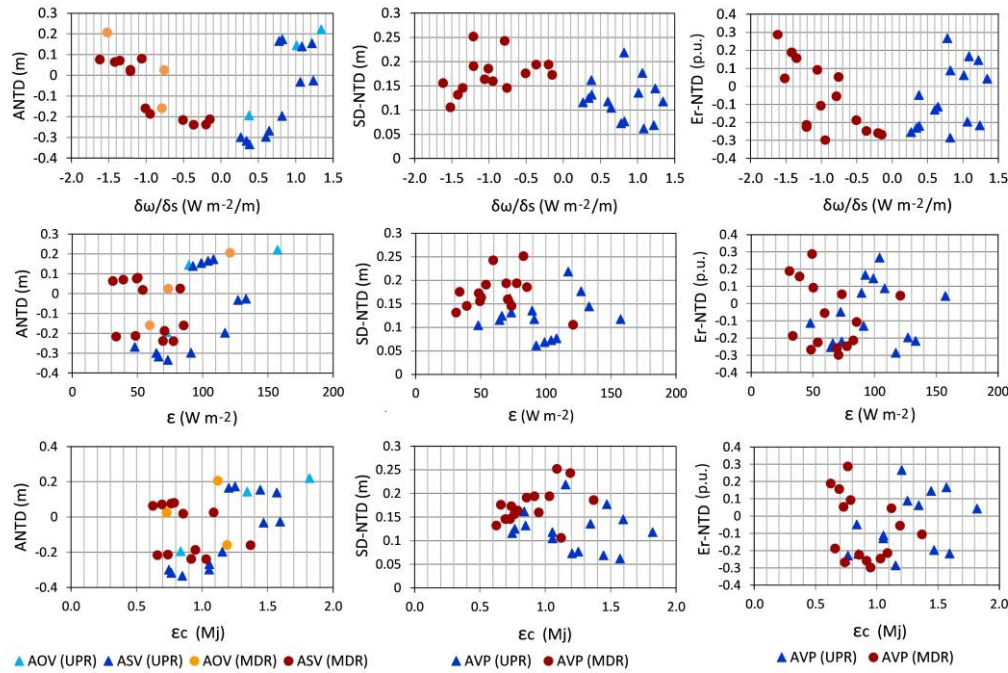 ANTD (m)
0.3
0.2
0.1
0
-0.1
-0.2
-0.3
-0.4
-2.0 -1.5 -1.0 -0.5 0.0 0.5 1.0 1.5
δω/δs (W m-2/m)
SD-NTD (m)
0.3
0.25
0.2
0.15
0.1
0.05
0
-2.0 -1.5 -1.0 -0.5 0.0 0.5 1.0 1.5
δω/δs (W m-2/m)
Er-NTD (p.u.)
0.4
0.3
0.2
0.1
0
-0.1
-0.2
-0.3
-0.4
-2.0 -1.5 -1.0 -0.5 0.0 0.5 1.0 1.5
δω/δs (W m-2/m)
ANTD (m)
0.3
0.2
0.1
0
-0.1
-0.2
-0.3
-0.4
0 50 100 150 200
ε (W m-2)
SD-NTD (m)
0.3
0.25
0.2
0.15
0.1
0.05
0
0 50 100 150 200
ε (W m-2)
Er-NTD (p.u.)
0.4
0.3
0.2
0.1
0
-0.1
-0.2
-0.3
-0.4
0 50 100 150 200
ε (W m-2)
ANTD (m)
0.4
0.2
0
-0.2
-0.4
0.0 0.5 1.0 1.5 2.0
εc (Mj)
SD-NTD (m)
0.3
0.25
0.2
0.15
0.1
0.05
0
0.0 0.5 1.0 1.5 2.0
εc (Mj)
Er-NTD (p.u.)
0.4
0.3
0.2
0.1
0
-0.1
-0.2
-0.3
-0.4
0.0 0.5 1.0 1.5 2.0
εc (Mj)
AOV (UPR) ASV (UPR) AOV (MDR) ASV (MDR)
AVP (UPR) AVP (MDR)
AVP (UPR) AVP (MDR)